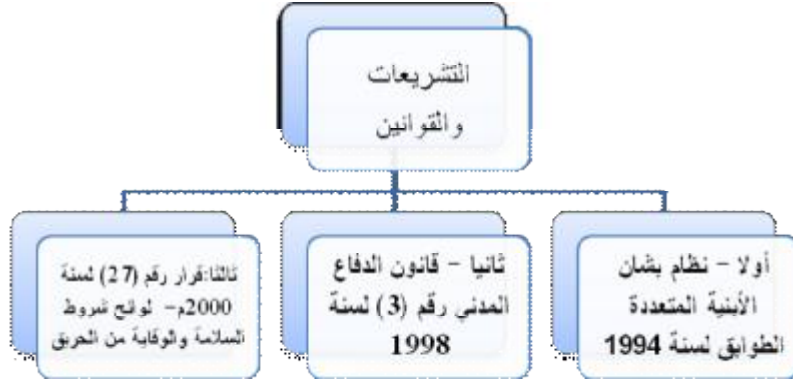 التشريعات
والقوانين
أولا – نظام بشان
الأبنية المتعددة
الطوابق لسنة 1994
ثانيا – قانون الدفاع
المدني رقم (3) لسنة
1998
ثالثا:قرار رقم (27) لسنة
2000م– لوائح شروط
السلامة والوقاية من الحريق